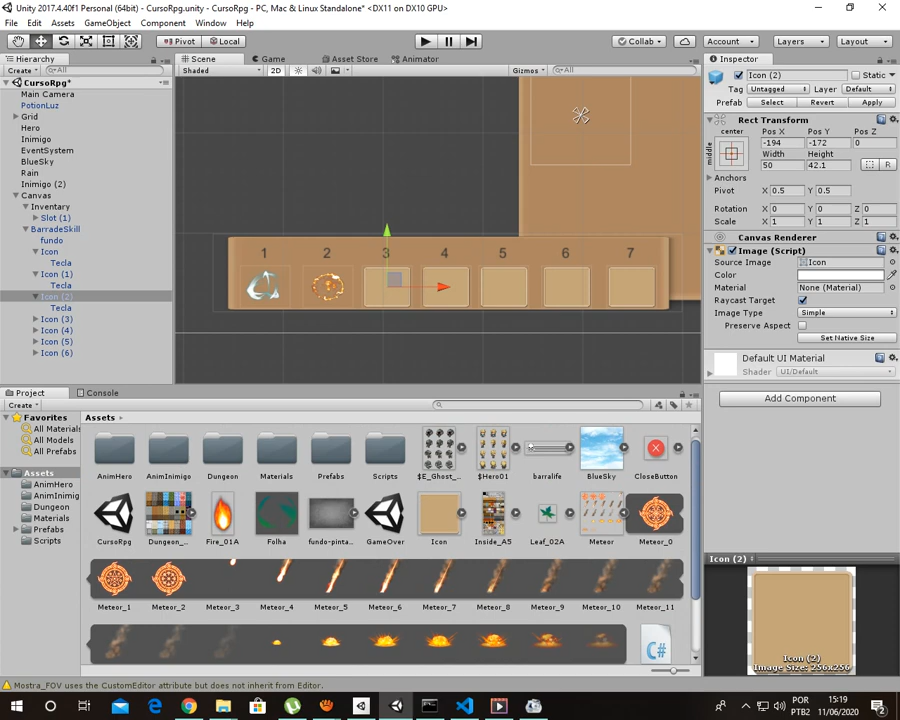 Unity 2017.4.40f1 Personal (64bit) - CursoRpg.unity - CursoRpg - PC, Mac & Linux Standalone* <DX11 on DX10 GPU>
File Edit Assets GameObject Component Window Help
Pivot Local Collab Account Layers Layout
Hierarchy
Create All
CursoRpg*
Main Camera
PotionLuz
Grid
Hero
Inimigo
EventSystem
BlueSky
Rain
Inimigo (2)
Canvas
Inventary
Slot (1)
BarradeSkill
fundo
Icon
Tecla
Icon (1)
Tecla
Icon (2)
Tecla
Icon (3)
Icon (4)
Icon (5)
Icon (6)
Scene Game Asset Store Animator
Shaded 2D Gizmos All
1 2 3 4 5 6 7
Inspector
Icon (2) Static
Tag Untagged Layer Default
Prefab Select Revert Apply
Rect Transform
center Pos X Pos Y Pos Z
middle -194 -172 0
Width Height
50 42.1
R
Anchors
Pivot X 0.5 Y 0.5
Rotation X 0 Y 0 Z 0
Scale X 1 Y 1 Z 1
Canvas Renderer
Image (Script)
Source Image Icon
Color
Material None (Material)
Raycast Target
Image Type Simple
Preserve Aspect
Set Native Size
Default UI Material
Shader UI/Default
Add Component
Icon (2)
Icon (2)
Image Size: 256x256
Project Console
Create
Favorites
All Materials
All Models
All Prefabs
Assets
AnimHero
AnimInimig
Dungeon
Materials
Prefabs
Scripts
Assets
AnimHero AnimInimigo Dungeon Materials Prefabs Scripts $E_Ghost_... $Hero01 barralife BlueSky CloseButton
CursoRpg Dungeon_... Fire_01A Folha fundo-pinta... GameOver Icon Inside_A5 Leaf_02A Meteor Meteor_0
Meteor_1 Meteor_2 Meteor_3 Meteor_4 Meteor_5 Meteor_6 Meteor_7 Meteor_8 Meteor_9 Meteor_10 Meteor_11
C#
Mostra_FOV uses the CustomEditor attribute but does not inherit from Editor.
POR
PTB2
15:19
11/06/2020
2